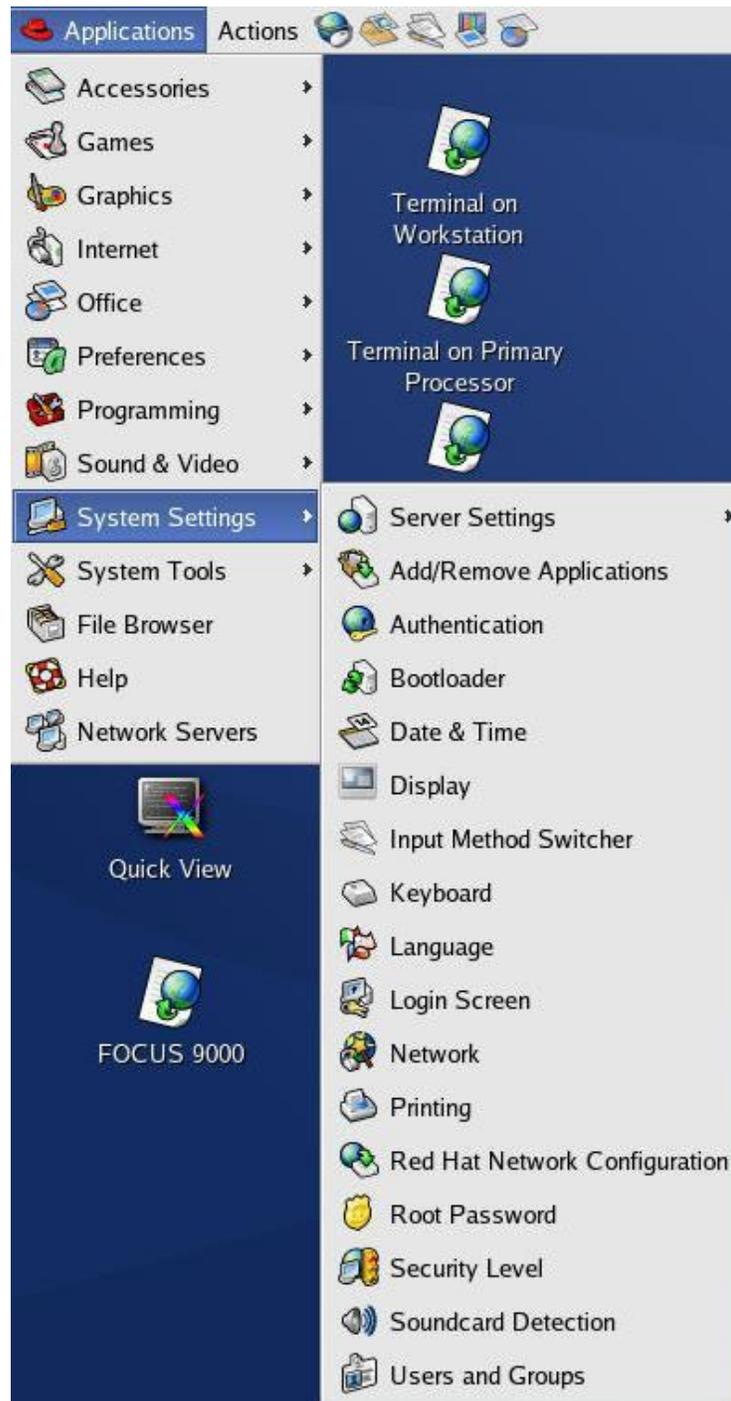 Applications Actions
Accessories
Games
Graphics
Internet
Office
Preferences
Programming
Sound & Video
System Settings
System Tools
File Browser
Help
Network Servers
Terminal on
Workstation
Terminal on Primary
Processor
Server Settings
Add/Remove Applications
Authentication
Bootloader
Date & Time
Display
Input Method Switcher
Keyboard
Language
Login Screen
Network
Printing
Red Hat Network Configuration
Root Password
Security Level
Soundcard Detection
Users and Groups
Quick View
FOCUS 9000